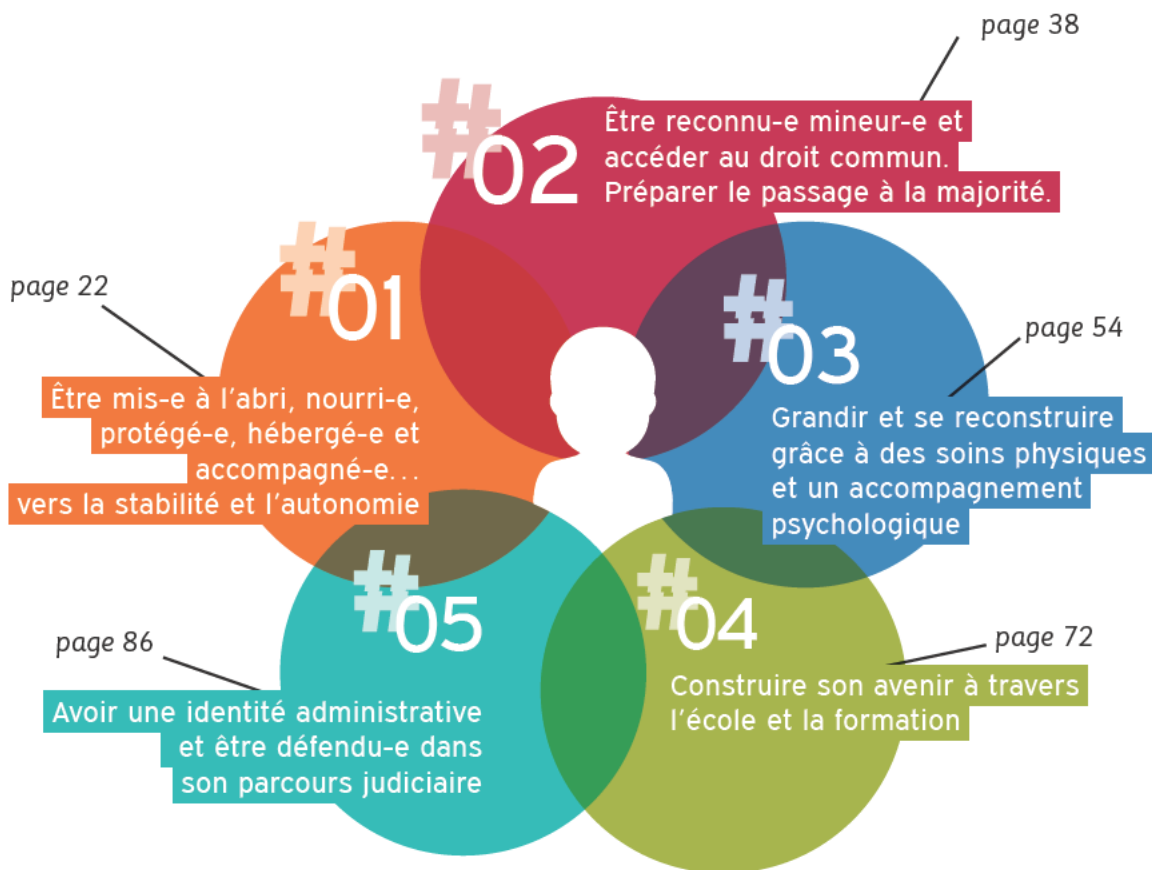 page 22
#01
Être mis-e à l'abri, nourri-e,
protégé-e, hébergé-e et
accompagné-e...
vers la stabilité et l'autonomie
page 38
#02
Être reconnu-e mineur-e et
accéder au droit commun.
Préparer le passage à la majorité.
page 54
#03
Grandir et se reconstruire
grâce à des soins physiques
et un accompagnement
psychologique
page 72
#04
Construire son avenir à travers
l'école et la formation
page 86
#05
Avoir une identité administrative
et être défendu-e dans
son parcours judiciaire